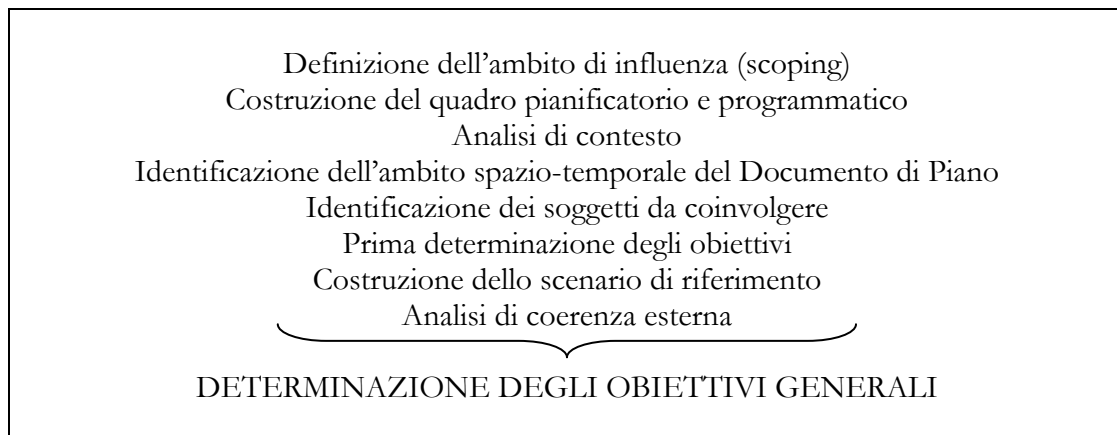 Definizione dell’ambito di influenza (scoping)
Costruzione del quadro pianificatorio e programmatico
Analisi di contesto
Identificazione dell’ambito spazio-temporale del Documento di Piano
Identificazione dei soggetti da coinvolgere
Prima determinazione degli obiettivi
Costruzione dello scenario di riferimento
Analisi di coerenza esterna
DETERMINAZIONE DEGLI OBIETTIVI GENERALI